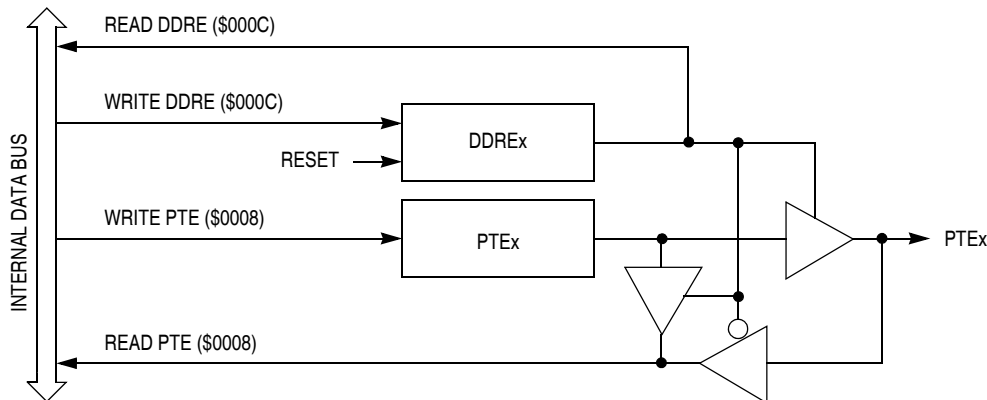 READ DDRE ($000C)
WRITE DDRE ($000C)
DDREx
RESET
INTERNAL DATA BUS
WRITE PTE ($0008)
PTEx
PTEx
READ PTE ($0008)